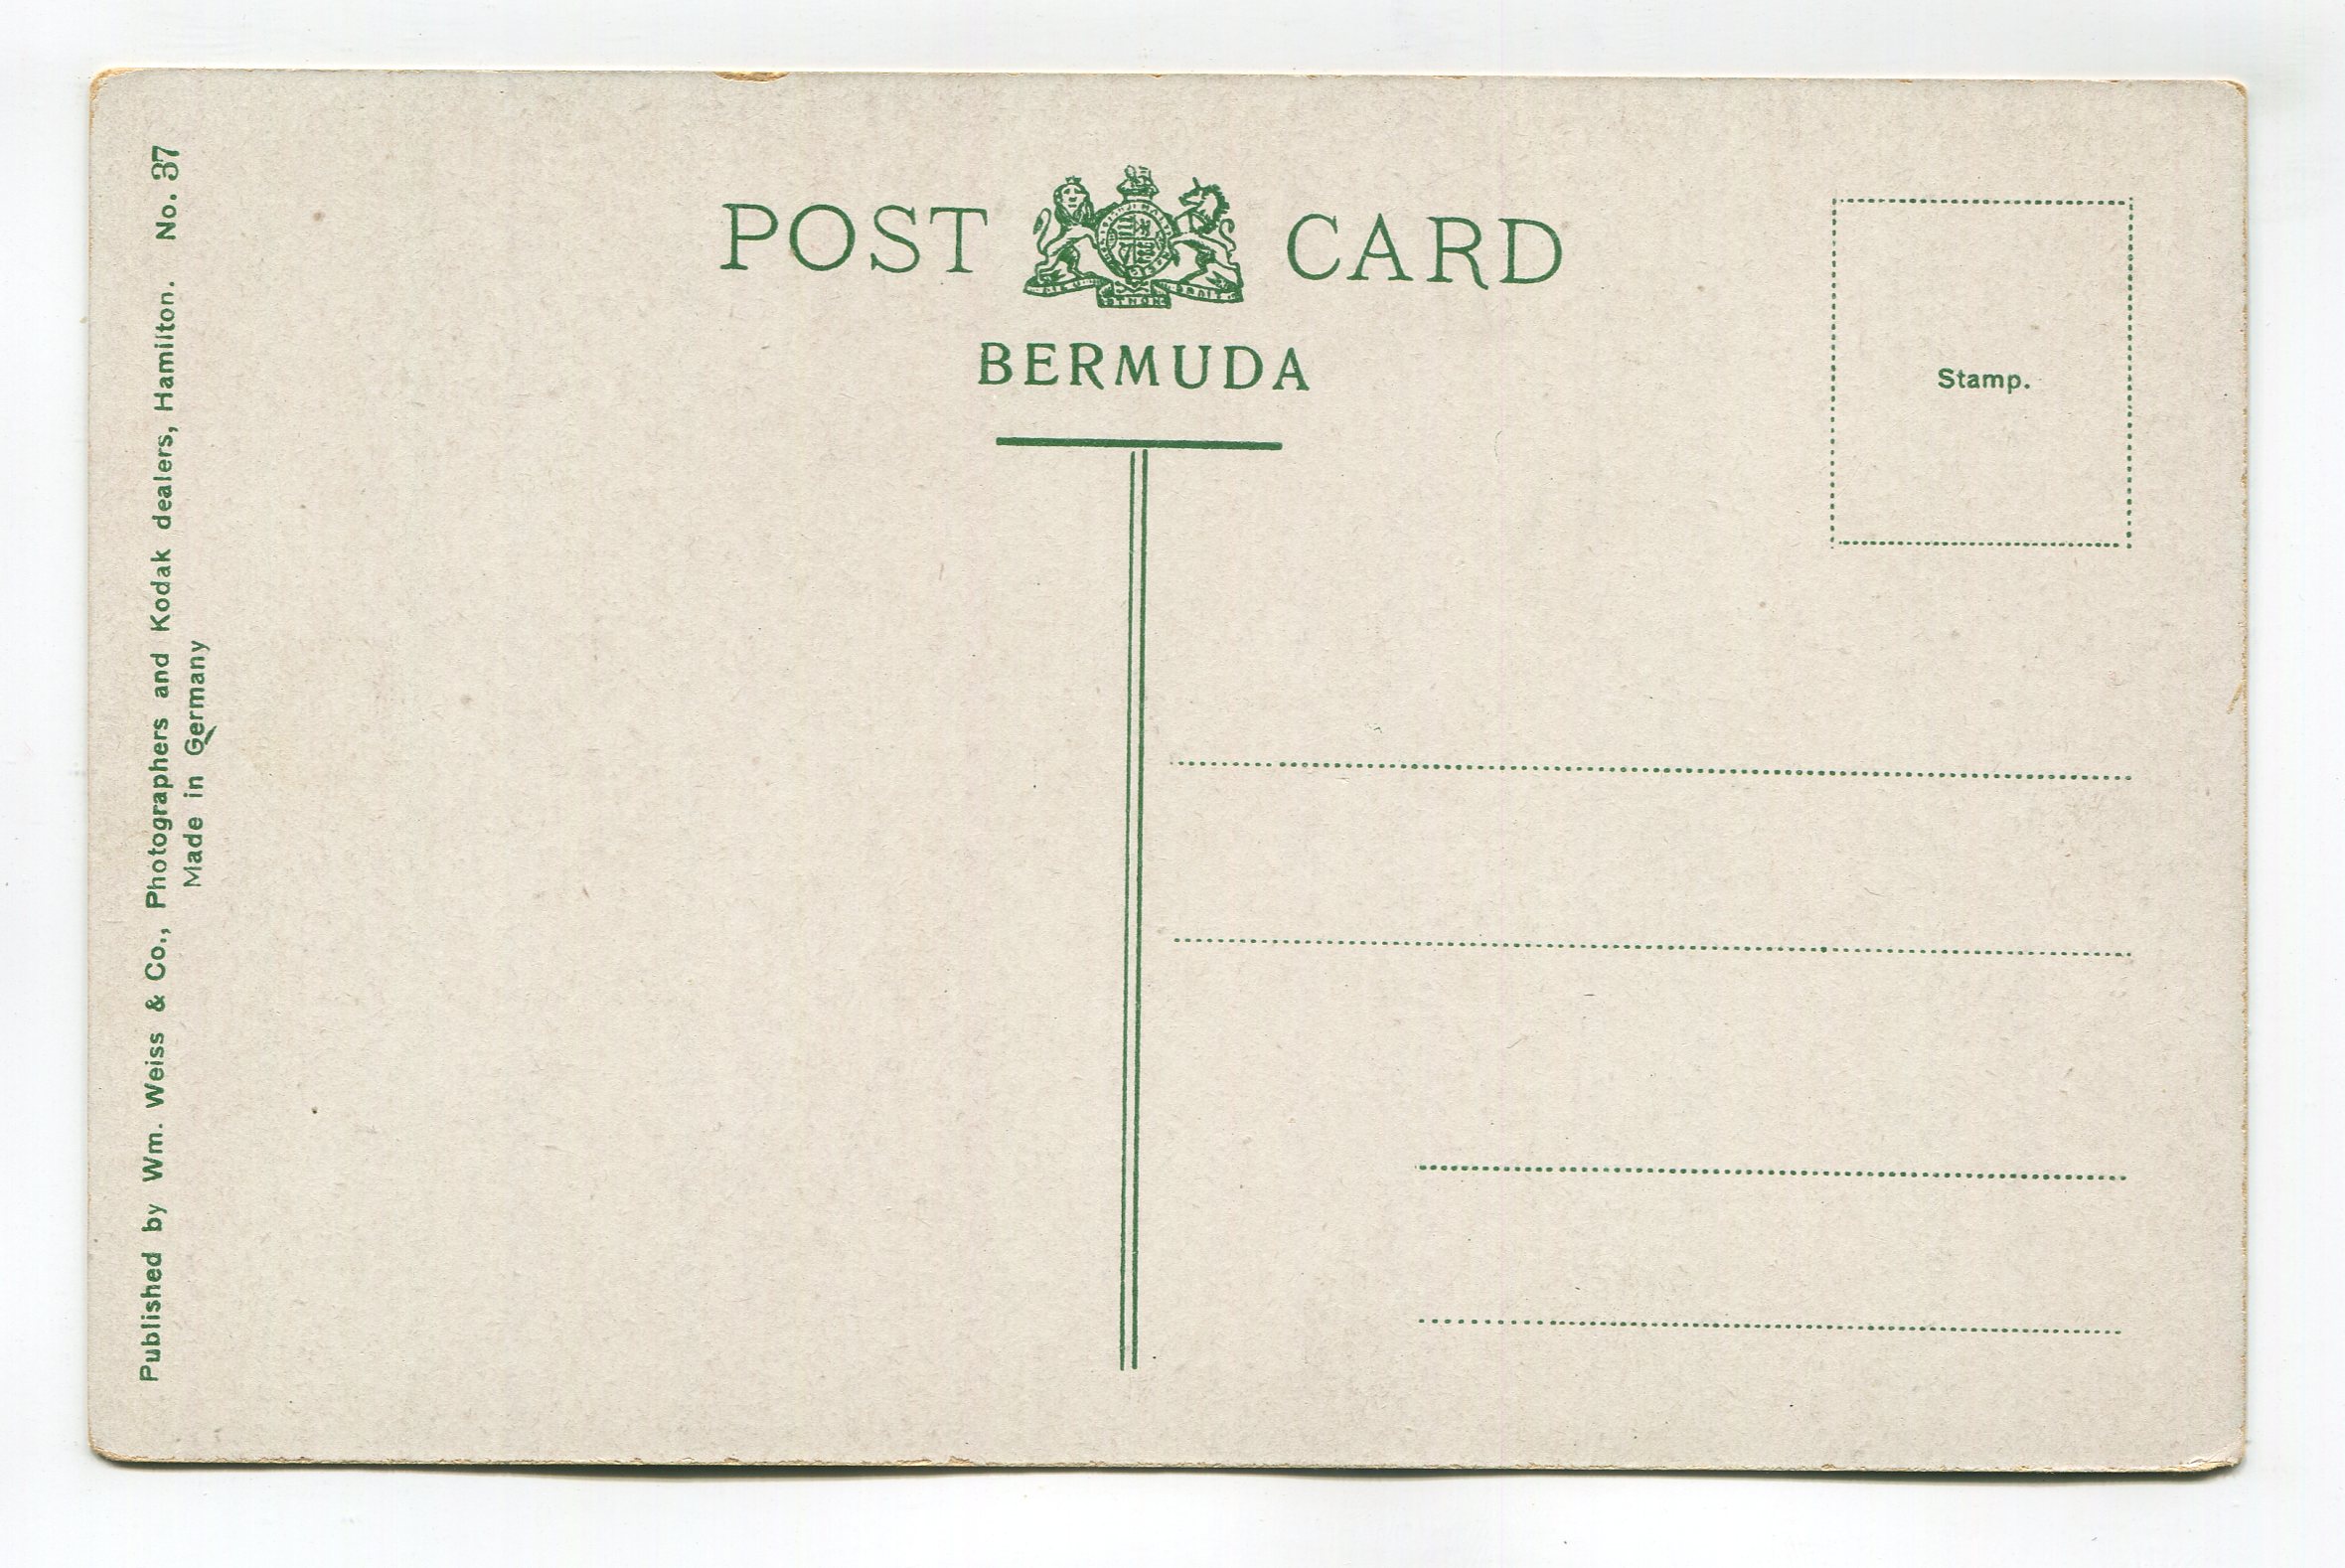 POST CARD
BERMUDA
Stamp.
Published by Wm. Weiss & Co., Photographers and Kodak dealers, Hamilton. No. 37
Made in Germany